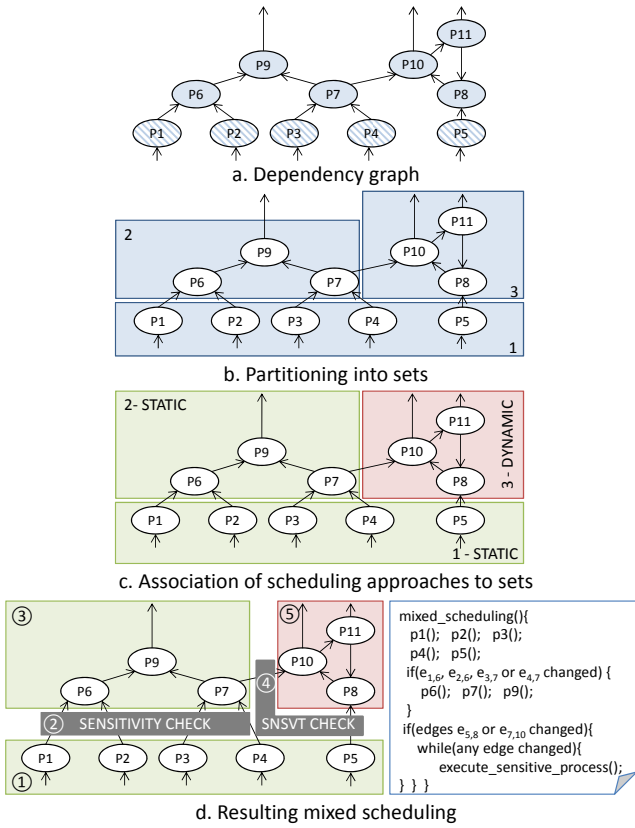 P11
P9
P10
P6
P7
P8
P1
P2
P3
P4
P5
a. Dependency graph
2
P11
P9
P10
P6
P7
P8
3
P1
P2
P3
P4
P5
1
b. Partitioning into sets
2- STATIC
3 - DYNAMIC
P11
P9
P10
P6
P7
P8
P1
P2
P3
P4
P5
1 - STATIC
c. Association of scheduling approaches to sets
③
⑤
P11
P9
P10
④
P6
P7
P8
② SENSITIVITY CHECK
SNSVT CHECK
P1
P2
P3
P4
P5
①
mixed_scheduling(){
p1(); p2(); p3();
p4(); p5();
if(e1,6, e2,6, e3,7 or e4,7 changed) {
p6(); p7(); p9();
}
if(edges e5,8 or e7,10 changed){
while(any edge changed){
execute_sensitive_process();
} } }
d. Resulting mixed scheduling